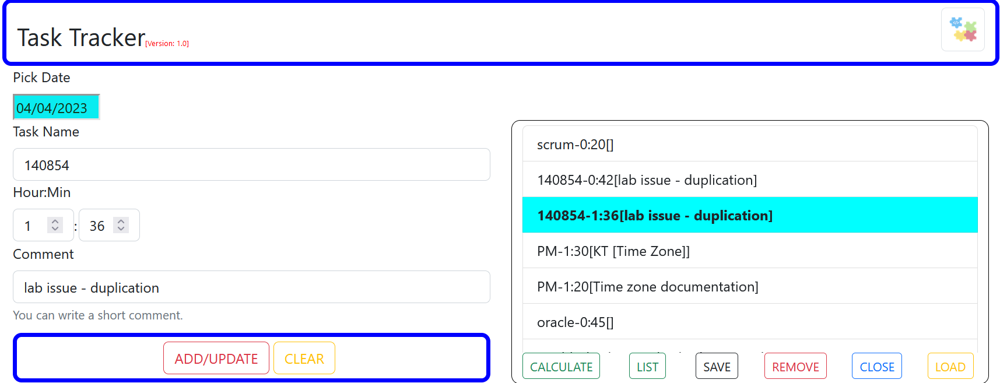 Task Tracker[Version: 1.0]
Pick Date
04/04/2023
Task Name
140854
Hour:Min
1 : 36
Comment
lab issue - duplication
You can write a short comment.
ADD/UPDATE CLEAR
scrum-0:20[]
140854-0:42[lab issue - duplication]
140854-1:36[lab issue - duplication]
PM-1:30[KT [Time Zone]]
PM-1:20[Time zone documentation]
oracle-0:45[]
CALCULATE LIST SAVE REMOVE CLOSE LOAD